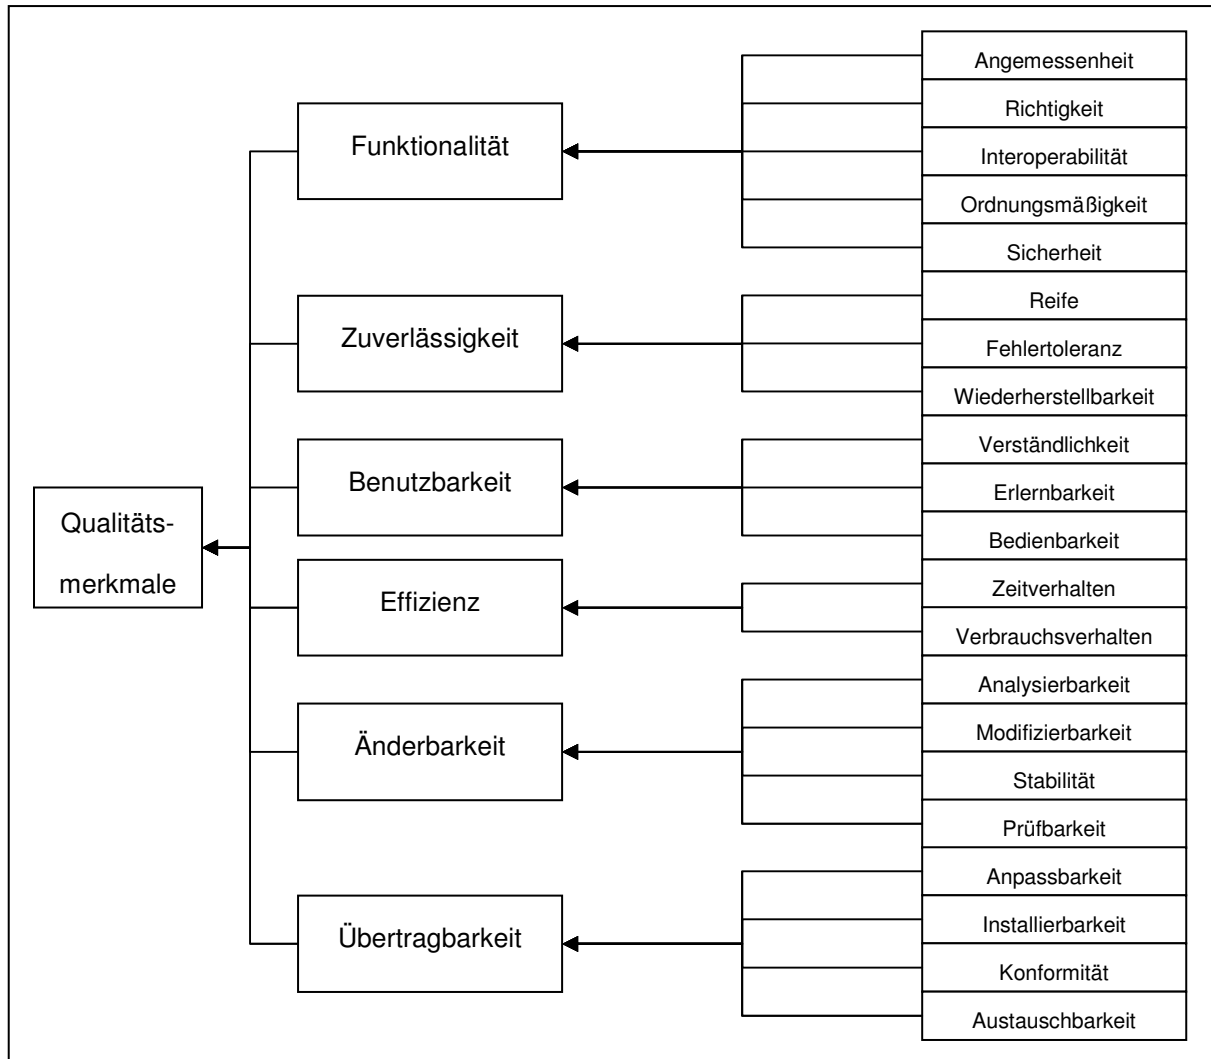 Qualitäts-
merkmale
Funktionalität
Zuverlässigkeit
Benutzbarkeit
Effizienz
Änderbarkeit
Übertragbarkeit
Angemessenheit
Richtigkeit
Interoperabilität
Ordnungsmäßigkeit
Sicherheit
Reife
Fehlertoleranz
Wiederherstellbarkeit
Verständlichkeit
Erlernbarkeit
Bedienbarkeit
Zeitverhalten
Verbrauchsverhalten
Analysierbarkeit
Modifizierbarkeit
Stabilität
Prüfbarkeit
Anpassbarkeit
Installierbarkeit
Konformität
Austauschbarkeit